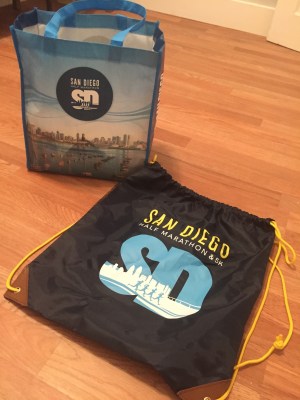 SAN DIEGO
SD
SAN DIEGO
HALF MARATHON & 5K
SD